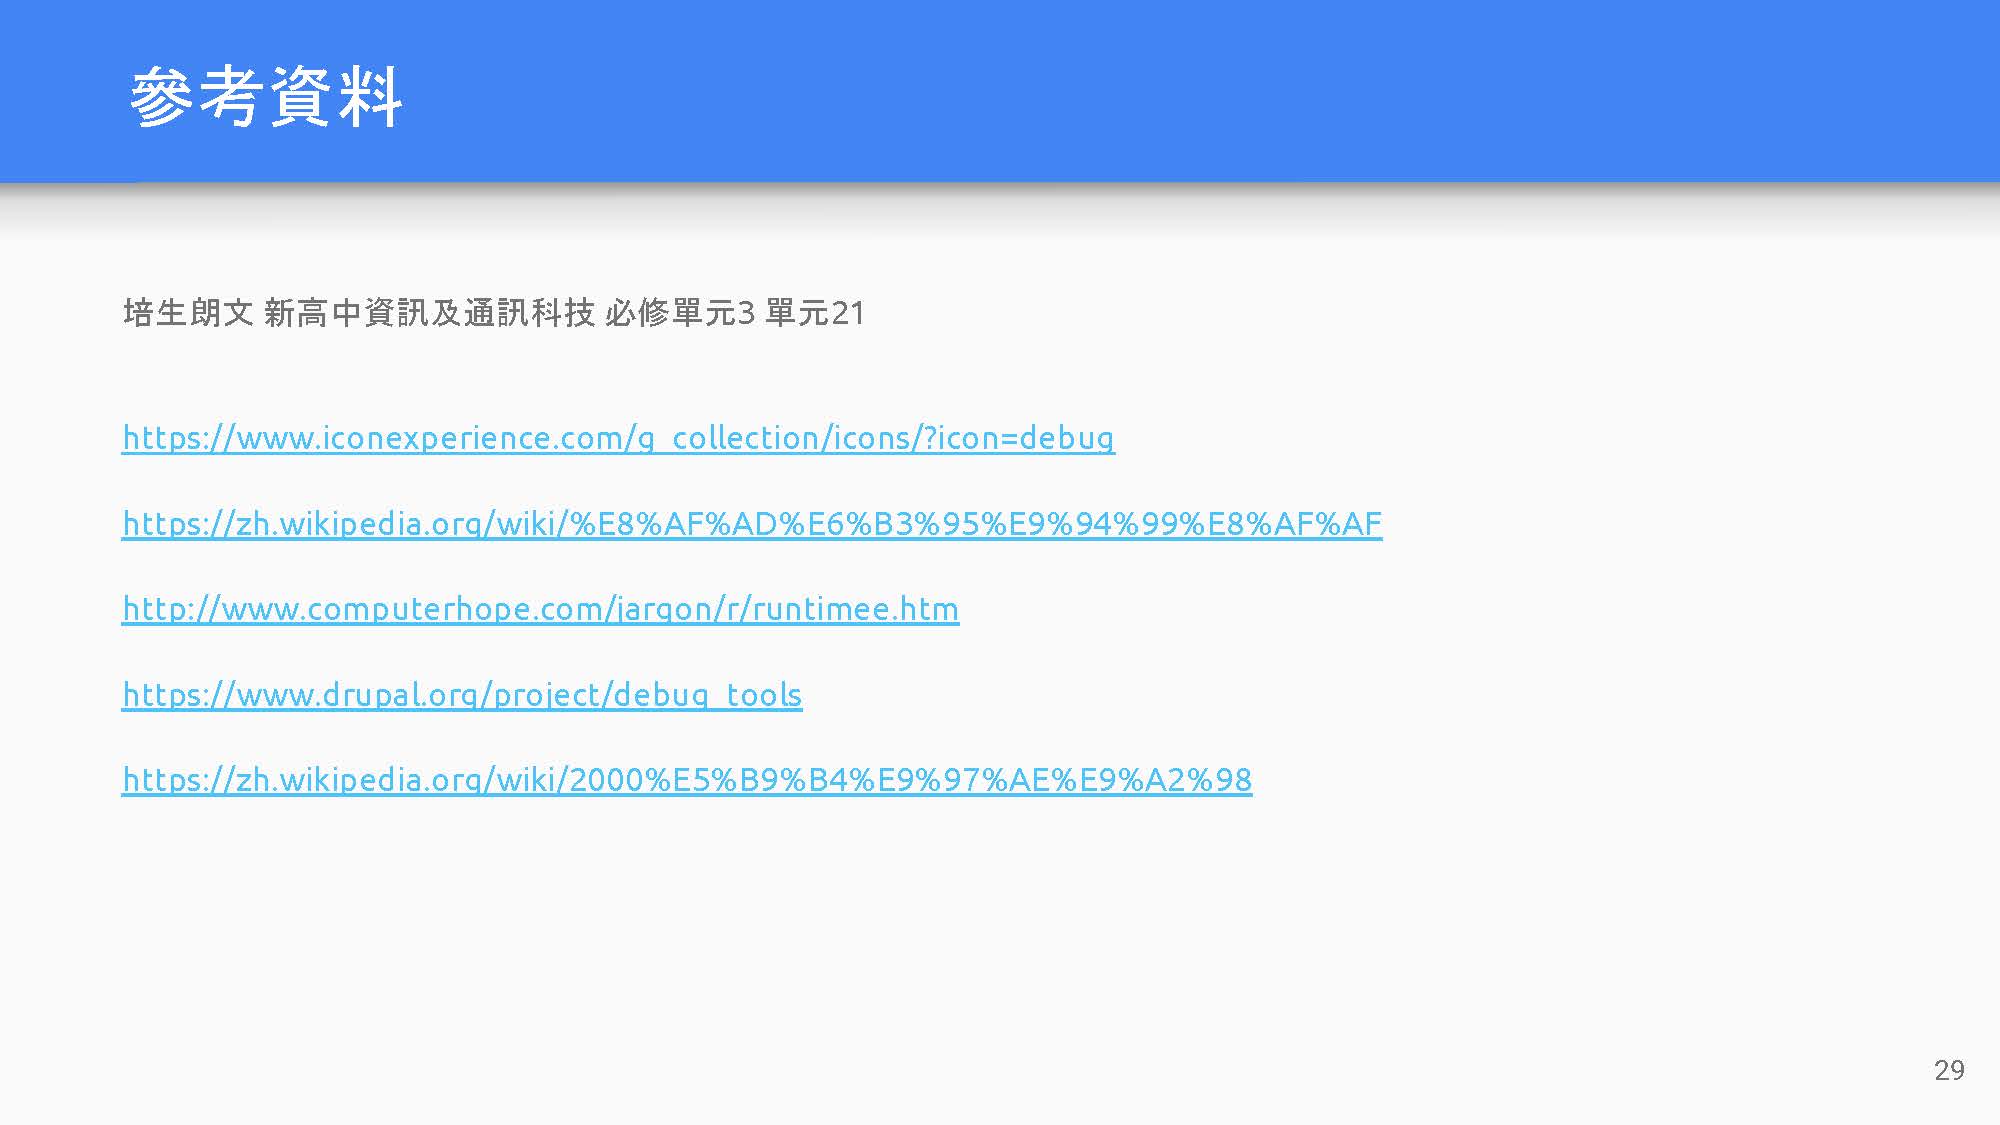 參考資料
培生朗文 新高中資訊及通訊科技 必修單元3 單元21
https://www.iconexperience.com/g_collection/icons/?icon=debug
https://zh.wikipedia.org/wiki/%E8%AF%AD%E6%B3%95%E9%94%99%E8%AF%AF
http://www.computerhope.com/jargon/r/runtimee.htm
https://www.drupal.org/project/debug_tools
https://zh.wikipedia.org/wiki/2000%E5%B9%B4%E9%97%AE%E9%A2%98
29